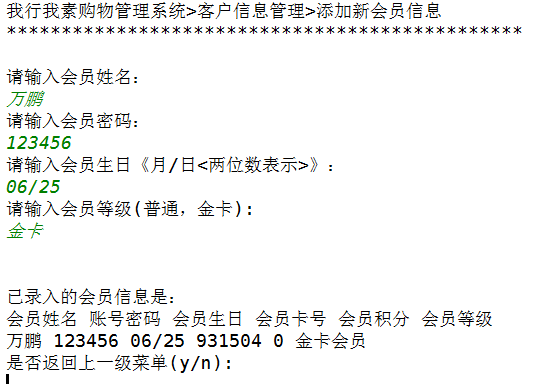 我行我素购物管理系统>客户信息管理>添加新会员信息
***********************************************
请输入会员姓名:
万鹏
请输入会员密码:
123456
请输入会员生日《月/日<两位数表示>》:
06/25
请输入会员等级(普通，金卡):
金卡
已录入的会员信息是:
会员姓名 账号密码 会员生日 会员卡号 会员积分 会员等级
万鹏 123456 06/25 931504 0 金卡会员
是否返回上一级菜单(y/n):